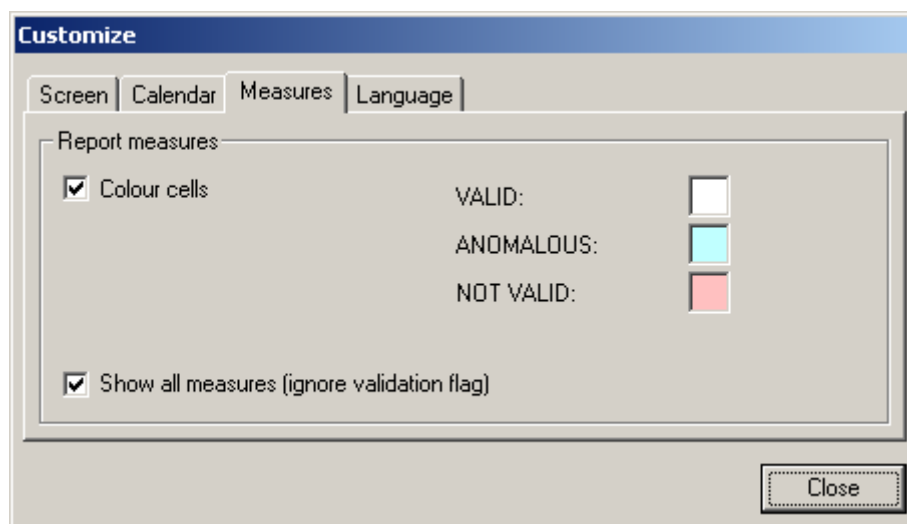 Customize
Screen Calendar Measures Language
Report measures
Colour cells
VALID:
ANOMALOUS:
NOT VALID:
Show all measures (ignore validation flag)
Close